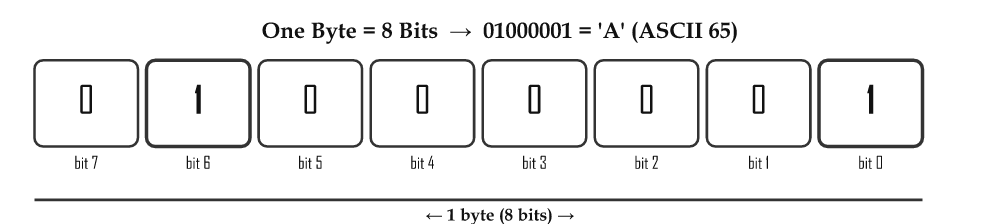 One Byte = 8 Bits → 01000001 = 'A' (ASCII 65)
0 1 0 0 0 0 0 1
bit 7 bit 6 bit 5 bit 4 bit 3 bit 2 bit 1 bit 0
← 1 byte (8 bits) →